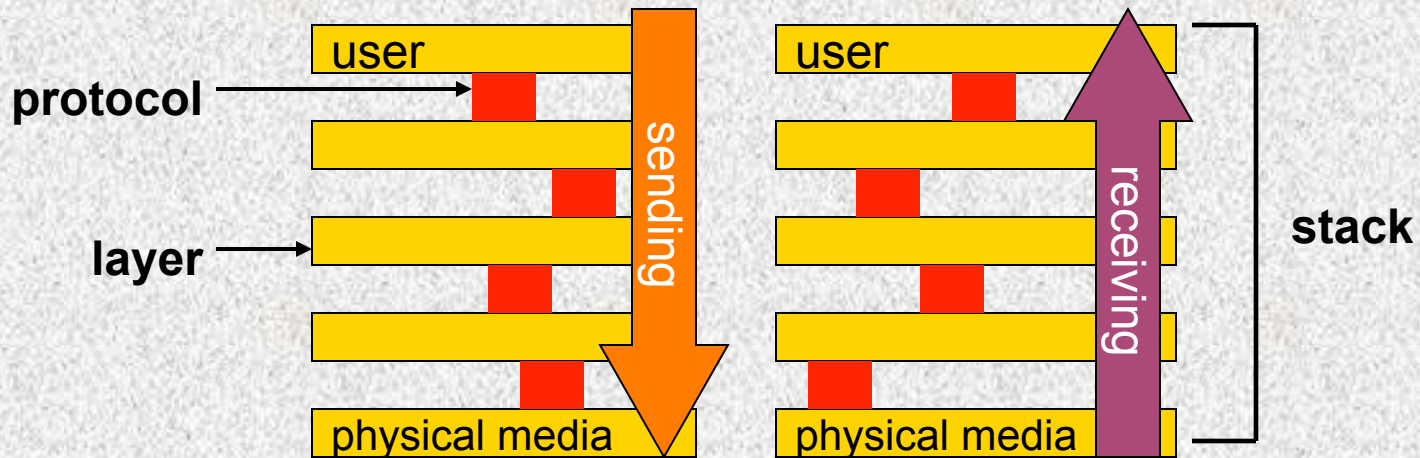 user
user
protocol
sending
receiving
stack
layer
physical media
physical media